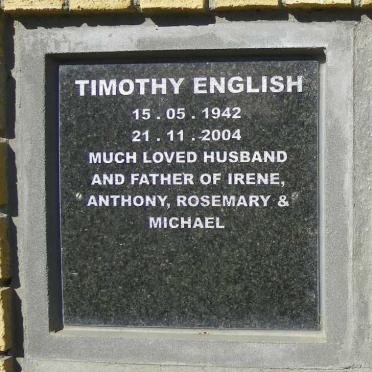 TIMOTHY ENGLISH
15 . 05 . 1942
21 . 11 . 2004
MUCH LOVED HUSBAND
AND FATHER OF IRENE,
ANTHONY, ROSEMARY &
MICHAEL